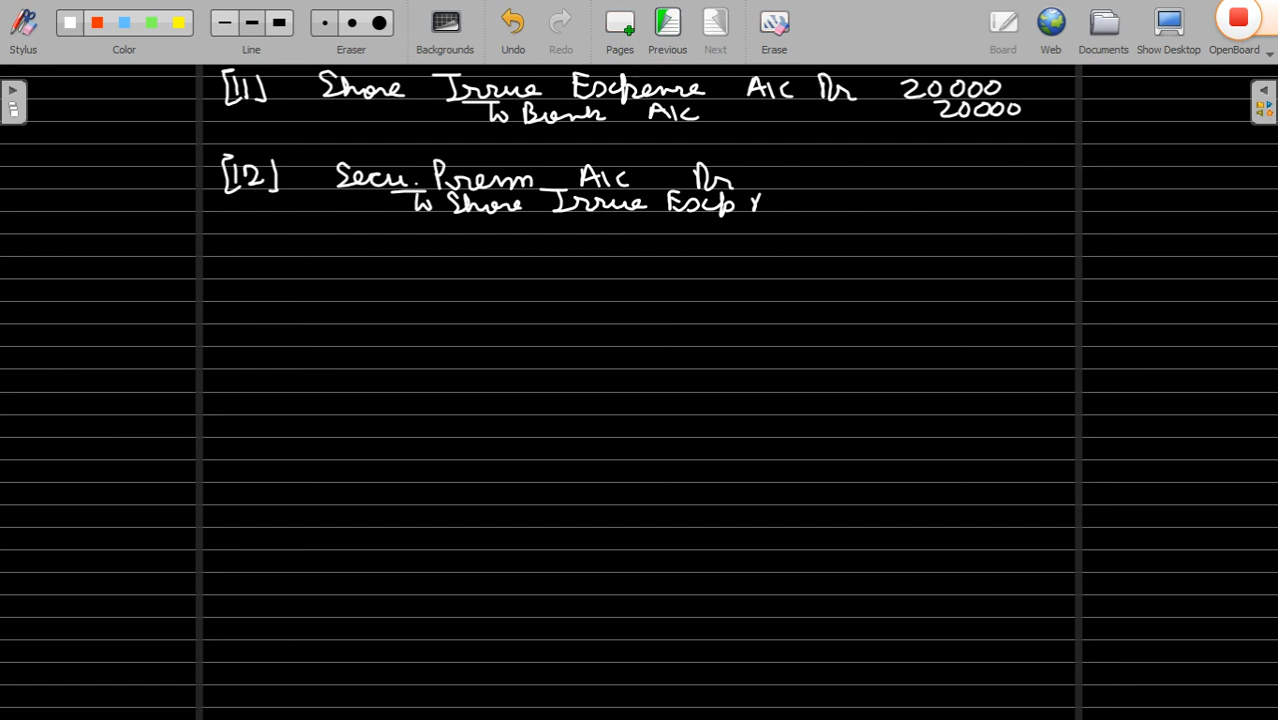 Stylus
Color
Line
Eraser
Backgrounds
Undo
Redo
Pages
Previous
Next
Erase
Board
Web
Documents
Show Desktop
OpenBoard
[11] Share Issue Expense A/C Dr 20000
To Bank A/C 20000
[12] Secu. Prem A/C Dr
To Share Issue Exp